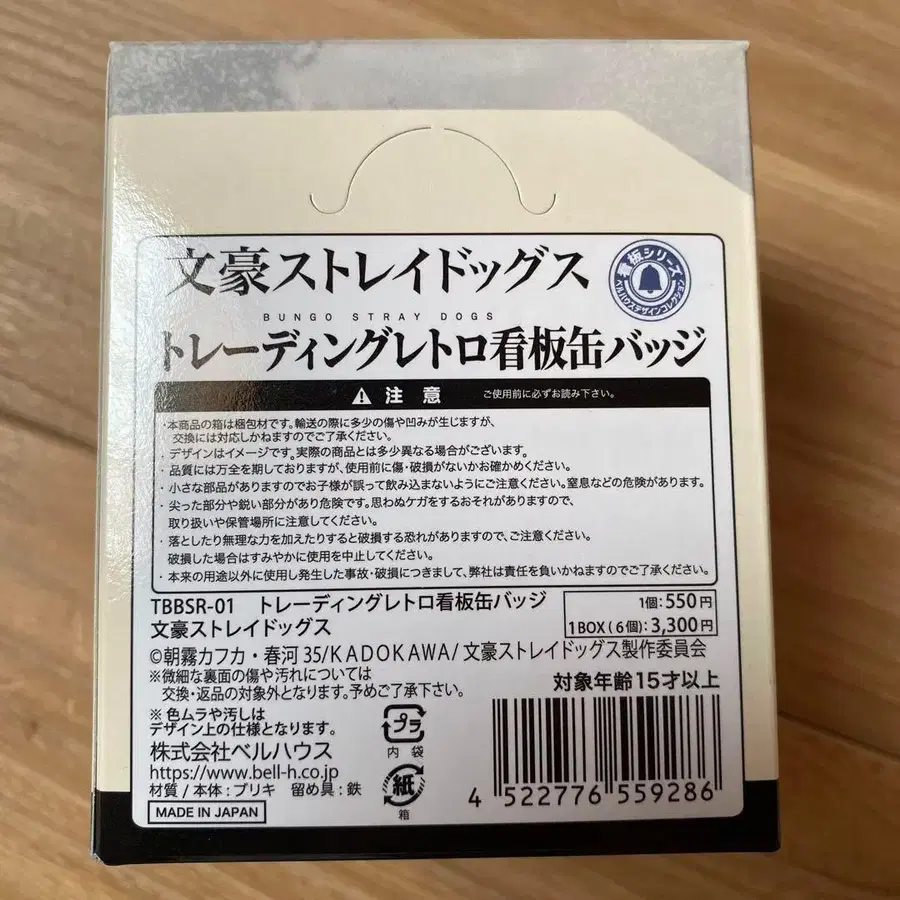 文豪ストレイドッグス
BUNGO STRAY DOGS
看板シリーズ
ベルハウスデザインコレクション
トレーディングレトロ看板缶バッジ
注意 ご使用前に必ずお読み下さい。
・本商品の箱は梱包材です。輸送の際に多少の傷や凹みが生じますが、
交換には対応しかねますのでご了承ください。
・デザインはイメージです。実際の商品とは多少異なる場合がございます。
・品質には万全を期しておりますが、使用前に傷・破損がないかお確かめください。
・小さな部品がありますのでお子様が誤って飲み込まないようにご注意ください。窒息などの危険があります。
・尖った部分や鋭い部分があり危険です。思わぬケガをするおそれがありますので、
取り扱いや保管場所に注意してください。
・落としたり無理な力を加えたりすると破損する恐れがありますので、ご注意ください。
破損した場合はすみやかに使用を中止してください。
・本来の用途以外に使用し発生した事故・破損につきまして、弊社は責任を負いかねますのでご了承ください。
TBBSR-01 トレーディングレトロ看板缶バッジ
文豪ストレイドッグス
1個:550円
1BOX(6個):3,300円
©朝霧カフカ・春河35/KADOKAWA/文豪ストレイドッグス製作委員会
※微細な裏面の傷や汚れについては
交換・返品の対象外となります。予めご了承下さい。
対象年齢15才以上
※色ムラや汚しは
デザイン上の仕様となります。
株式会社ベルハウス
https://www.bell-h.co.jp
材質/本体:ブリキ 留め具:鉄
MADE IN JAPAN
プラ
内袋
紙
箱
4 522776 559286